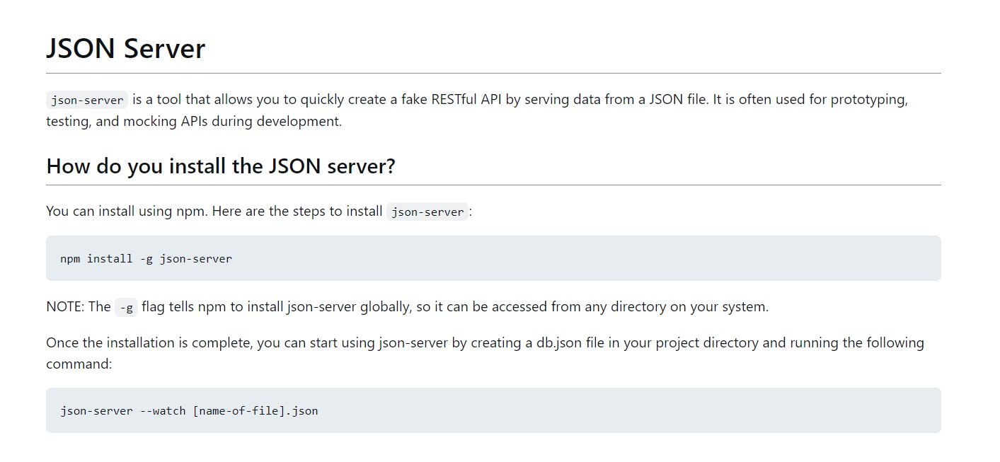 JSON Server
json-server is a tool that allows you to quickly create a fake RESTful API by serving data from a JSON file. It is often used for prototyping,
testing, and mocking APIs during development.
How do you install the JSON server?
You can install using npm. Here are the steps to install json-server:
npm install -g json-server
NOTE: The -g flag tells npm to install json-server globally, so it can be accessed from any directory on your system.
Once the installation is complete, you can start using json-server by creating a db.json file in your project directory and running the following
command:
json-server --watch [name-of-file].json